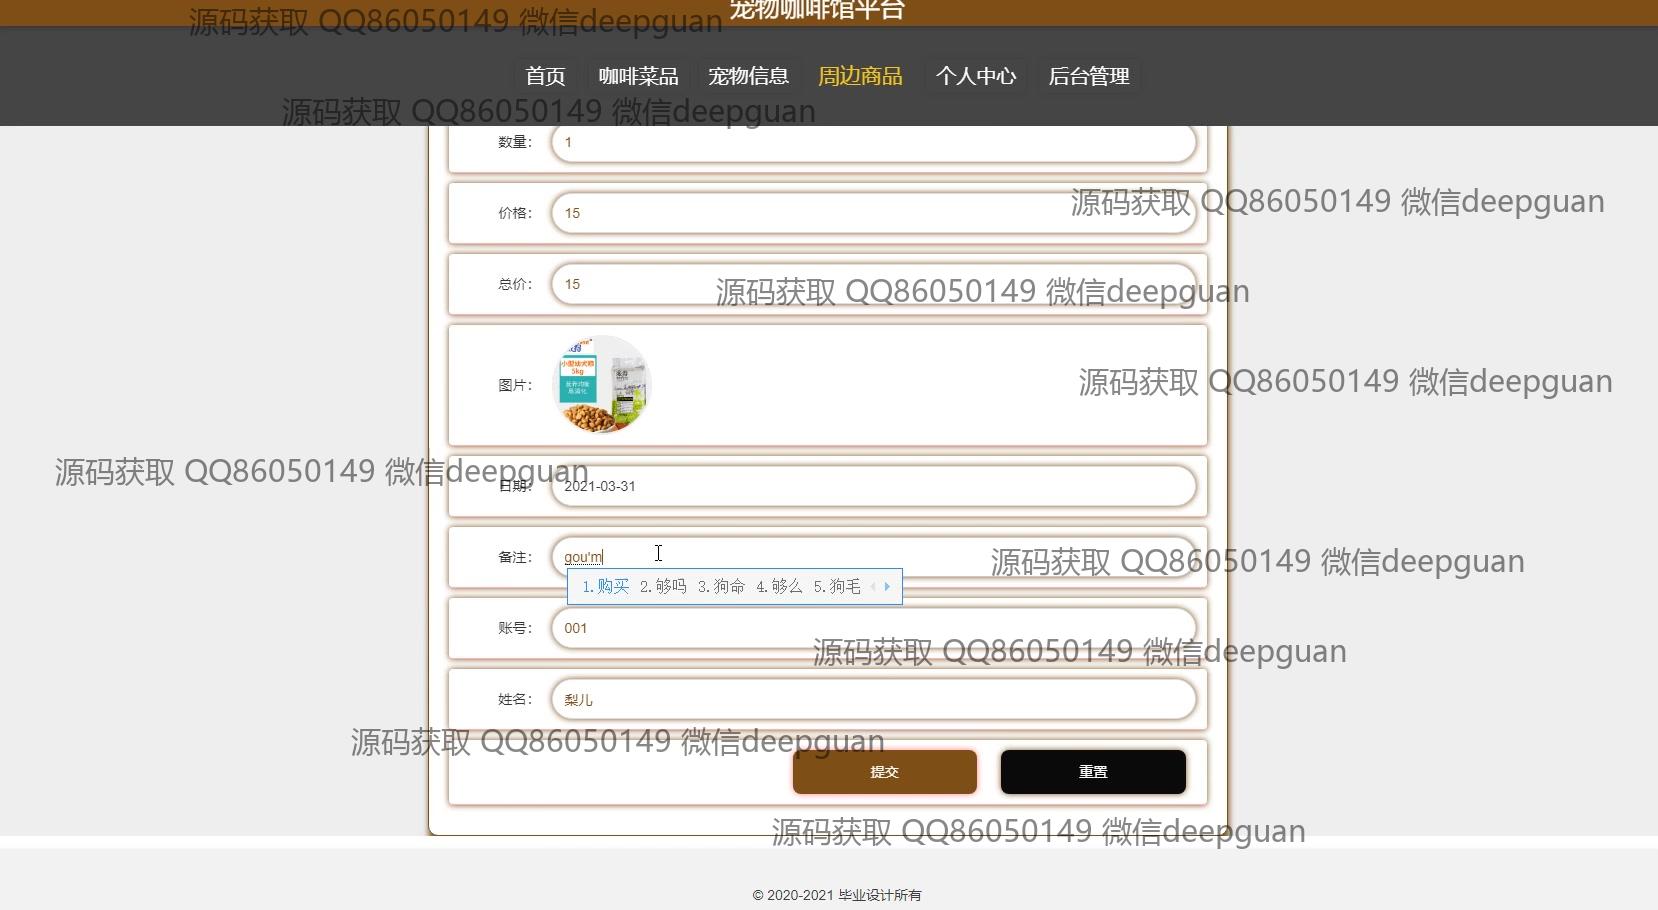 宠物咖啡馆平台
源码获取 QQ86050149 微信deepguan
首页 咖啡菜品 宠物信息 周边商品 个人中心 后台管理
源码获取 QQ86050149 微信deepguan
数量： 1
价格： 15
源码获取 QQ86050149 微信deepguan
总价： 15
源码获取 QQ86050149 微信deepguan
小型幼犬粮
5kg
图片：
源码获取 QQ86050149 微信deepguan
源码获取 QQ86050149 微信deepguan
日期： 2021-03-31
备注： gou'm
源码获取 QQ86050149 微信deepguan
1.购买 2.够吗 3.狗命 4.够么 5.狗毛
账号： 001
源码获取 QQ86050149 微信deepguan
姓名： 梨儿
源码获取 QQ86050149 微信deepguan
提交 重置
源码获取 QQ86050149 微信deepguan
© 2020-2021 毕业设计所有